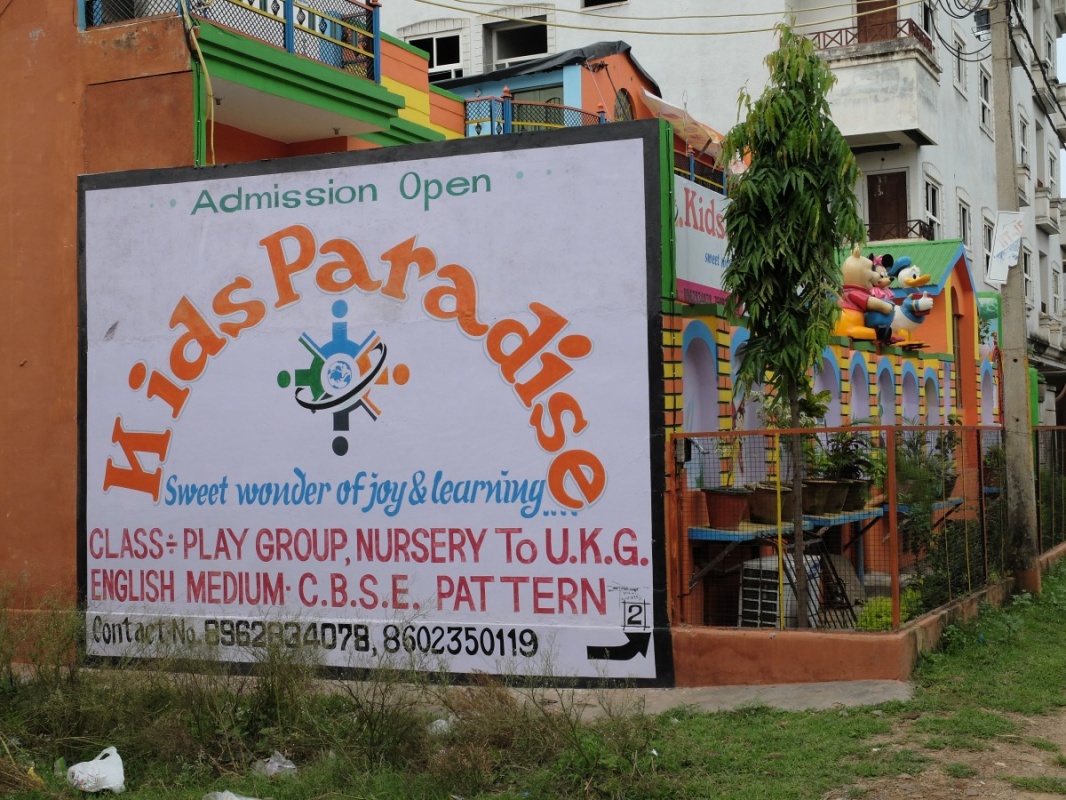 Admission Open
Kids Paradise
Sweet wonder of joy & learning....
CLASS÷ PLAY GROUP, NURSERY To U.K.G.
ENGLISH MEDIUM· C.B.S.E. PATTERN
2
Contact No. 8962834078, 8602350119
.Kids
sweet